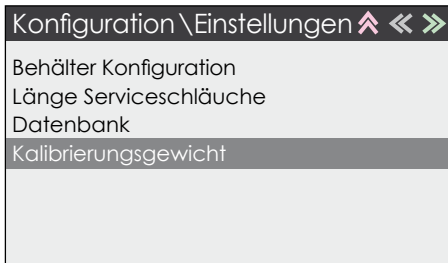 Konfiguration\Einstellungen
Behälter Konfiguration
Länge Serviceschläuche
Datenbank
Kalibrierungsgewicht